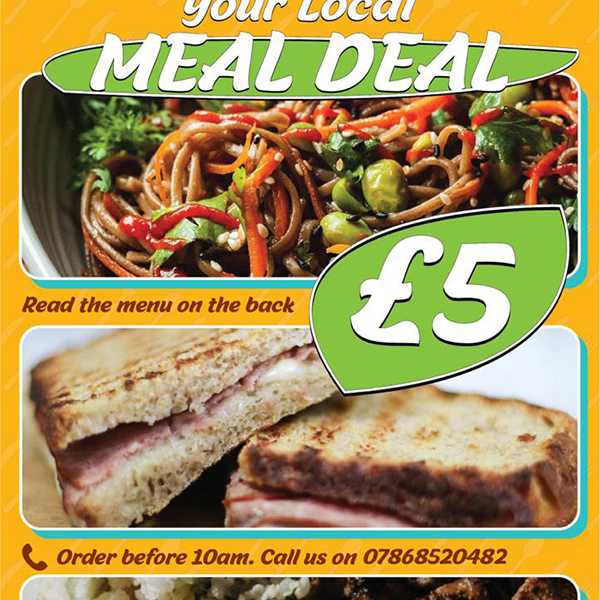 your Local
MEAL DEAL
£5
Read the menu on the back
Order before 10am. Call us on 07868520482